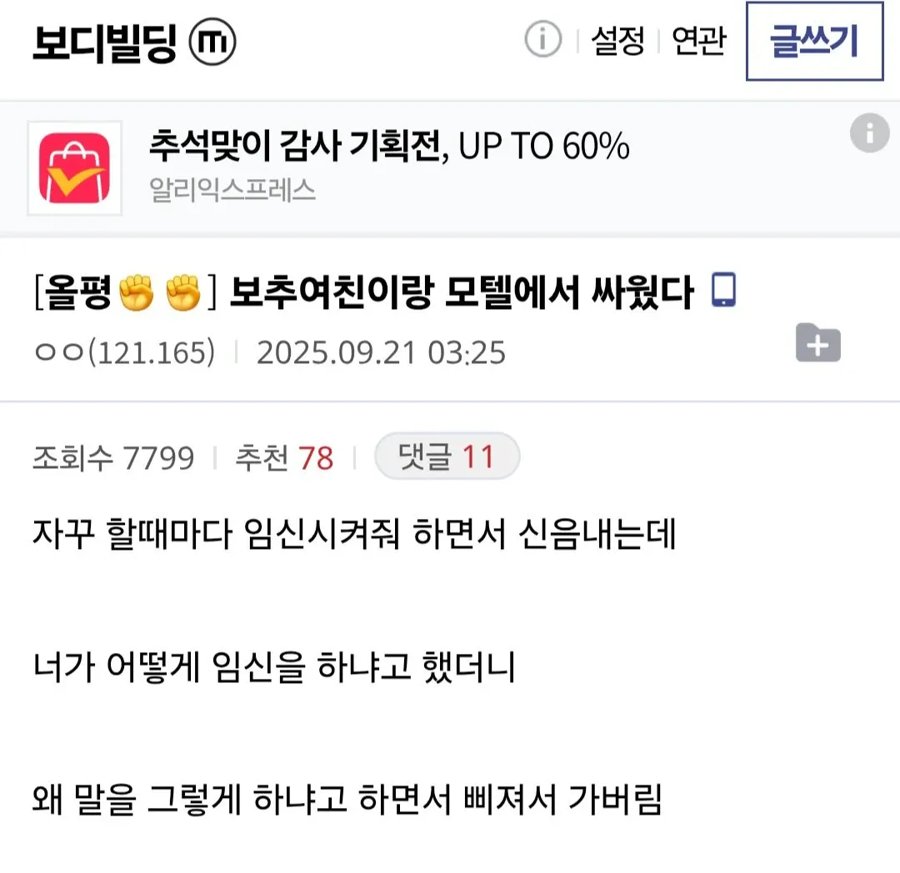 보디빌딩 ⓜ
ⓘ | 설정 | 연관 글쓰기
추석맞이 감사 기획전, UP TO 60%
알리익스프레스
[올평✊✊] 보추여친이랑 모텔에서 싸웠다
ㅇㅇ(121.165) | 2025.09.21 03:25
조회수 7799 | 추천 78 | 댓글 11
자꾸 할때마다 임신시켜줘 하면서 신음내는데
너가 어떻게 임신을 하냐고 했더니
왜 말을 그렇게 하냐고 하면서 삐져서 가버림